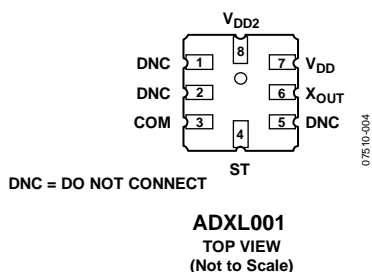 VDD2
8
DNC 1 7 VDD
DNC 2 6 XOUT
COM 3 5 DNC
4
ST
DNC = DO NOT CONNECT
ADXL001
TOP VIEW
(Not to Scale)
07510-004